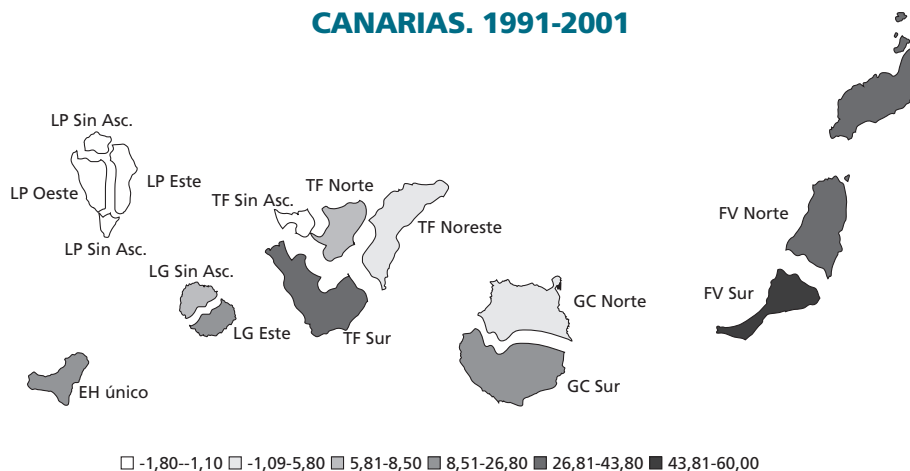 CANARIAS. 1991-2001
LP Sin Asc.
LP Oeste
LP Este
LP Sin Asc.
TF Sin Asc.
TF Norte
TF Noreste
LG Sin Asc.
LG Este
TF Sur
EH único
GC Norte
GC Sur
FV Norte
FV Sur
-1,80--1,10 -1,09-5,80 5,81-8,50 8,51-26,80 26,81-43,80 43,81-60,00